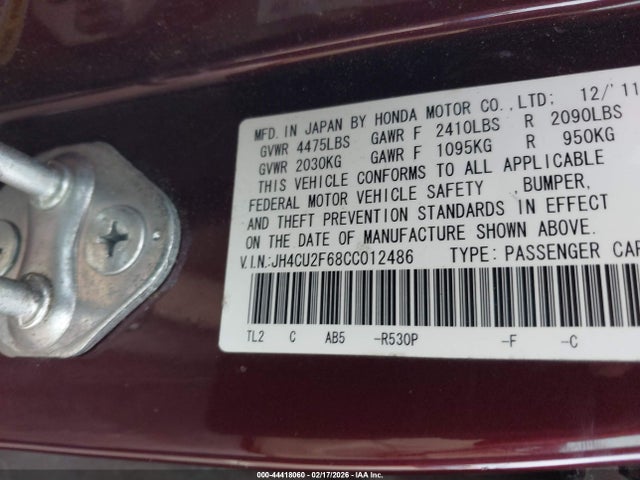 MFD. IN JAPAN BY HONDA MOTOR CO.,LTD: 12/'11
GVWR 4475LBS GAWR F 2410LBS R 2090LBS
GVWR 2030KG GAWR F 1095KG R 950KG
THIS VEHICLE CONFORMS TO ALL APPLICABLE
FEDERAL MOTOR VEHICLE SAFETY ,BUMPER,
AND THEFT PREVENTION STANDARDS IN EFFECT
ON THE DATE OF MANUFACTURE SHOWN ABOVE.
V.I.N.:JH4CU2F68CC012486 TYPE: PASSENGER CAR
TL2 C AB5 -R530P -F -C
000-44418060 - 02/17/2026 - IAA Inc.